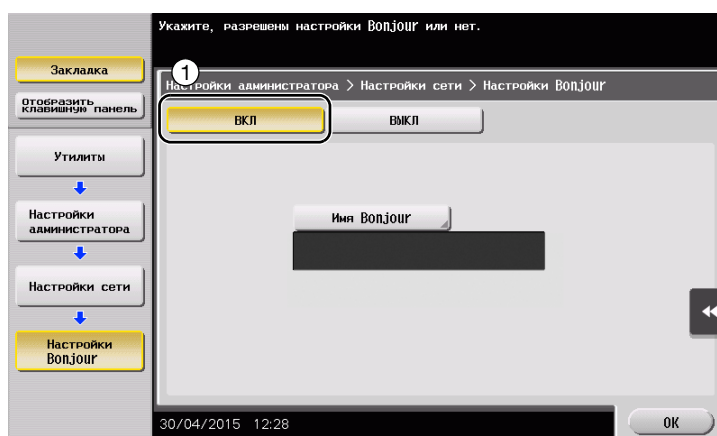 Укажите, разрешены настройки Bonjour или нет.
Закладка
Отобразить
клавишную панель
Утилиты
Настройки
администратора
Настройки сети
Настройки
Bonjour
1
Настройки администратора > Настройки сети > Настройки Bonjour
ВКЛ
ВЫКЛ
Имя Bonjour
30/04/2015 12:28
OK